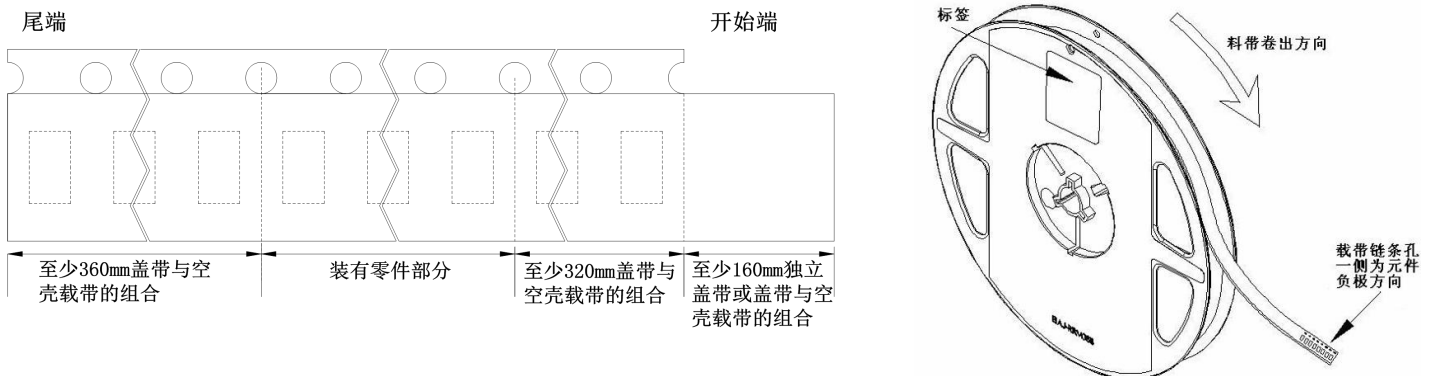 尾端
开始端
至少360mm盖带与空
壳载带的组合
装有零件部分
至少320mm盖带与
空壳载带的组合
至少160mm独立
盖带或盖带与空
壳载带的组合
标签
料带卷出方向
载带链条孔
一侧为元件
负极方向